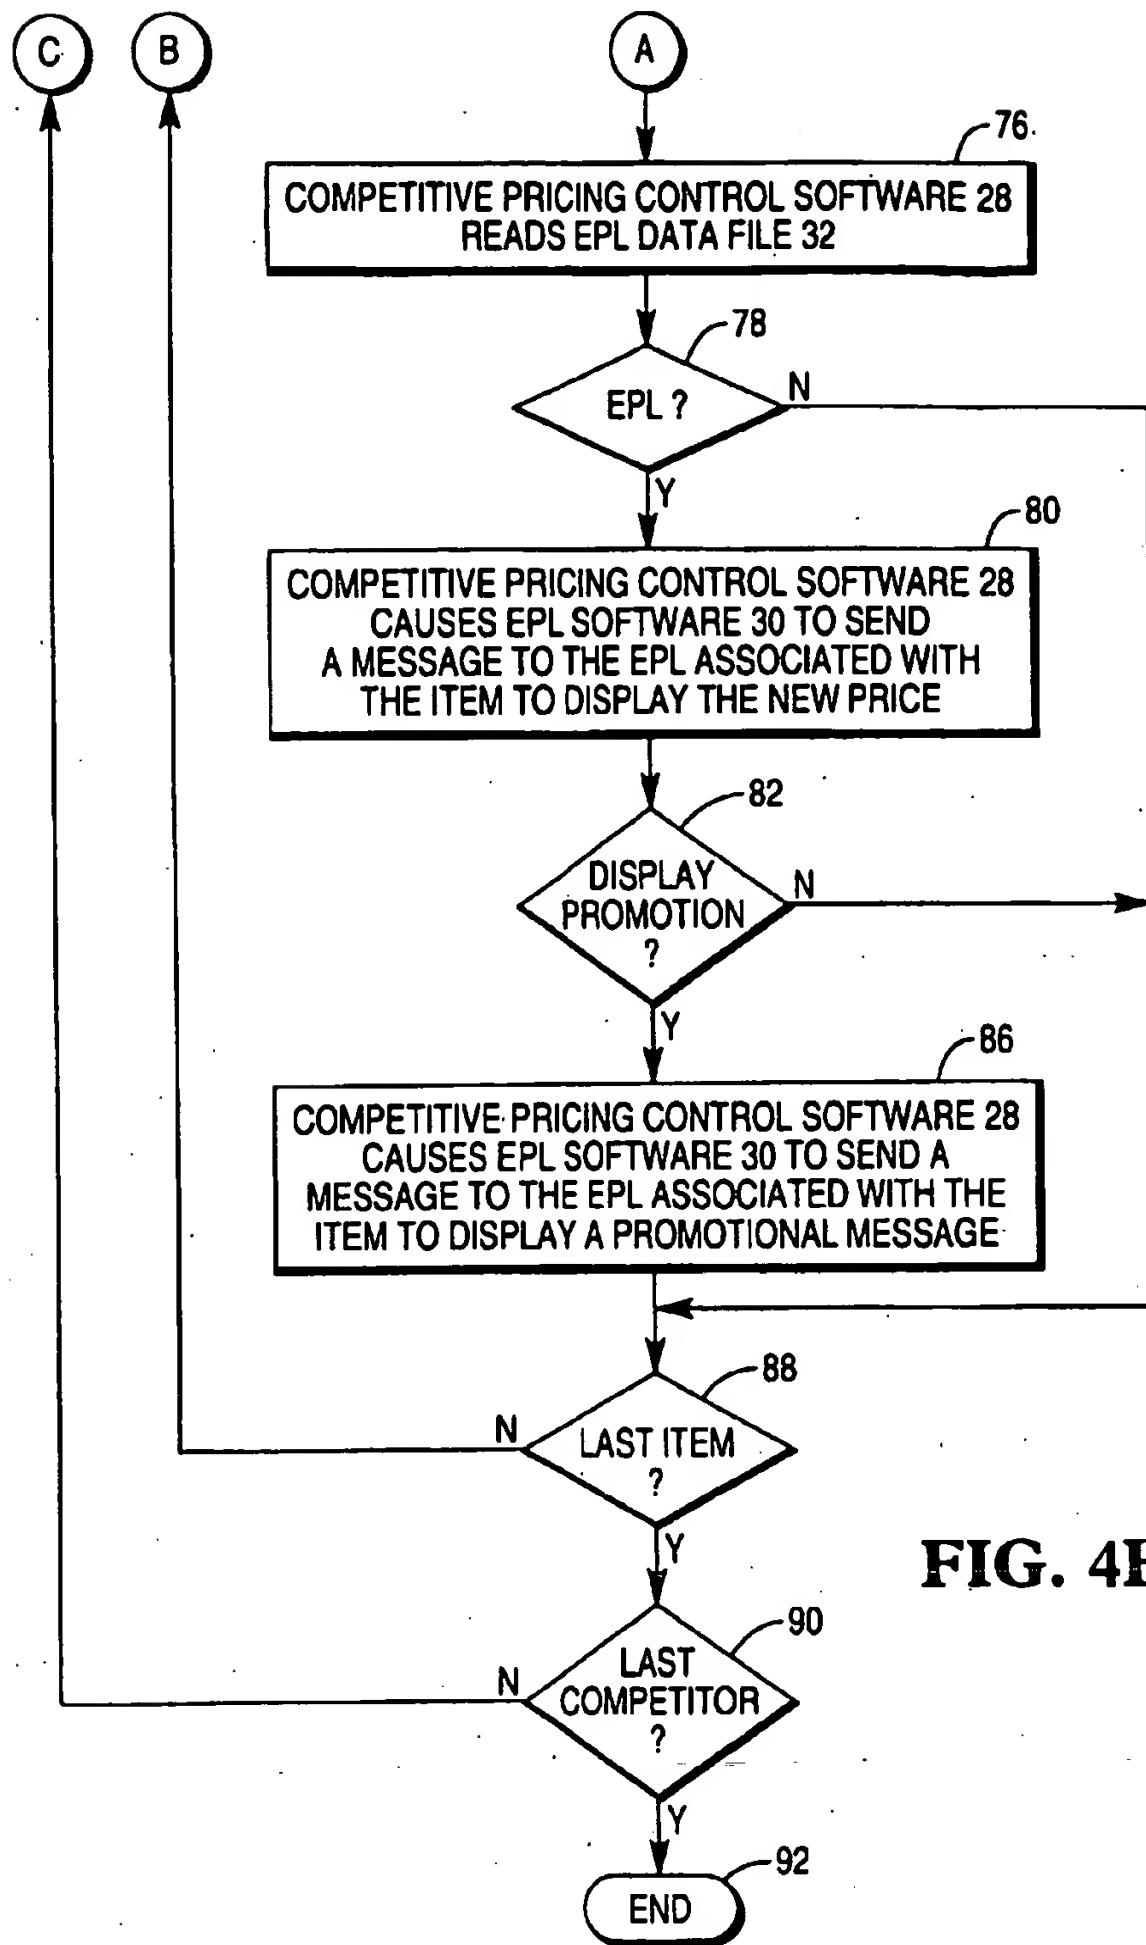 C
B
A
76
COMPETITIVE PRICING CONTROL SOFTWARE 28
READS EPL DATA FILE 32
78
EPL ?
N
Y
80
COMPETITIVE PRICING CONTROL SOFTWARE 28
CAUSES EPL SOFTWARE 30 TO SEND
A MESSAGE TO THE EPL ASSOCIATED WITH
THE ITEM TO DISPLAY THE NEW PRICE
82
DISPLAY
PROMOTION
?
N
Y
86
COMPETITIVE PRICING CONTROL SOFTWARE 28
CAUSES EPL SOFTWARE 30 TO SEND A
MESSAGE TO THE EPL ASSOCIATED WITH THE
ITEM TO DISPLAY A PROMOTIONAL MESSAGE
88
N
LAST ITEM
?
Y
FIG.
90
N
LAST
COMPETITOR
?
Y
92
END